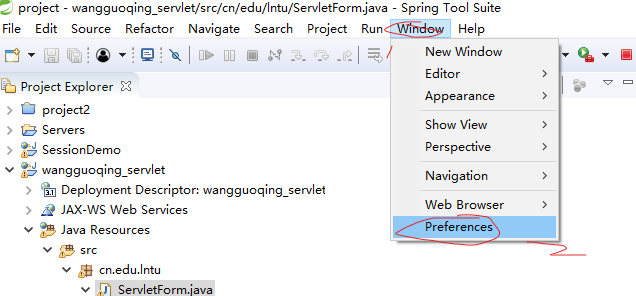 project - wangguoqing_servlet/src/cn/edu/lntu/ServletForm.java - Spring Tool Suite
File Edit Source Refactor Navigate Search Project Run Window Help
New Window
Editor
Appearance
Show View
Perspective
Navigation
Web Browser
Preferences
Project Explorer
project2
Servers
SessionDemo
wangguoqing_servlet
3.1 Deployment Descriptor: wangguoqing_servlet
JAX-WS Web Services
Java Resources
src
cn.edu.lntu
ServletForm.java